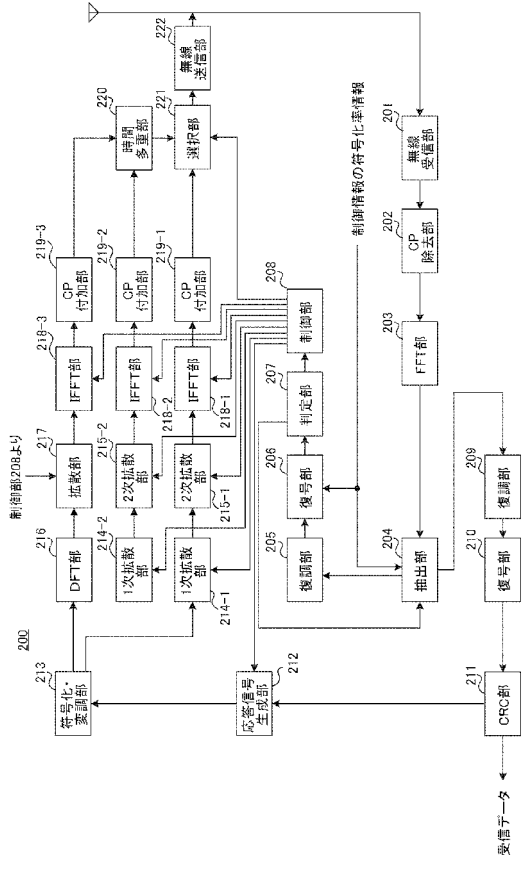 200
制御部208より
213
符号化・変調部
216
DFT部
217
拡散部
218-3
IFFT部
219-3
CP付加部
220
時間多重部
222
無線送信部
214-2
1次拡散部
215-2
2次拡散部
218-2
IFFT部
219-2
CP付加部
221
選択部
214-1
1次拡散部
215-1
2次拡散部
218-1
IFFT部
219-1
CP付加部
212
応答信号生成部
205
復調部
206
復号部
207
判定部
208
制御部
制御情報の符号化率情報
204
抽出部
203
FFT部
202
CP除去部
201
無線受信部
211
CRC部
210
復号部
209
復調部
受信データ